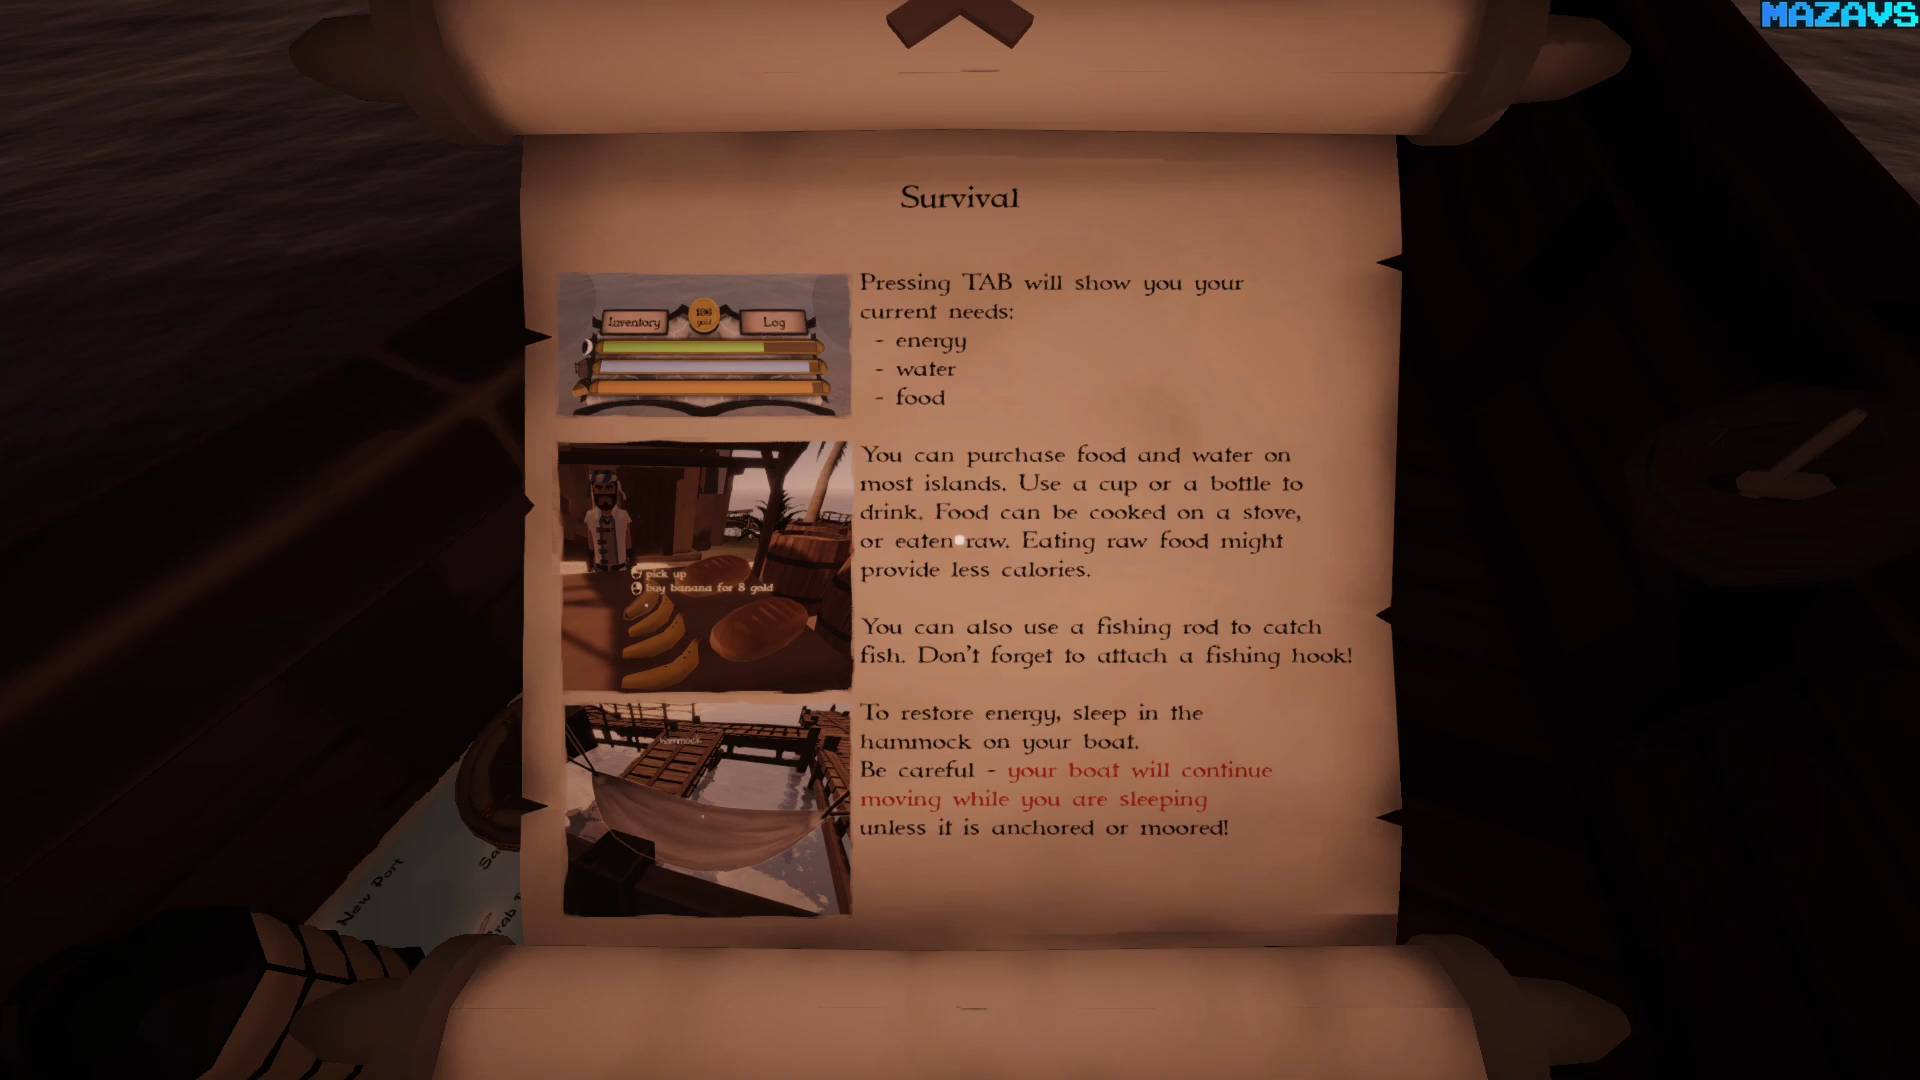 MAZAVS
Survival
Inventory
186
gold
Log
Pressing TAB will show you your
current needs:
- energy
- water
- food
You can purchase food and water on
most islands. Use a cup or a bottle to
drink. Food can be cooked on a stove,
or eaten raw. Eating raw food might
provide less calories.
pick up
buy banana for 8 gold
You can also use a fishing rod to catch
fish. Don't forget to attach a fishing hook!
hammock
To restore energy, sleep in the
hammock on your boat.
Be careful - your boat will continue
moving while you are sleeping
unless it is anchored or moored!
New Port